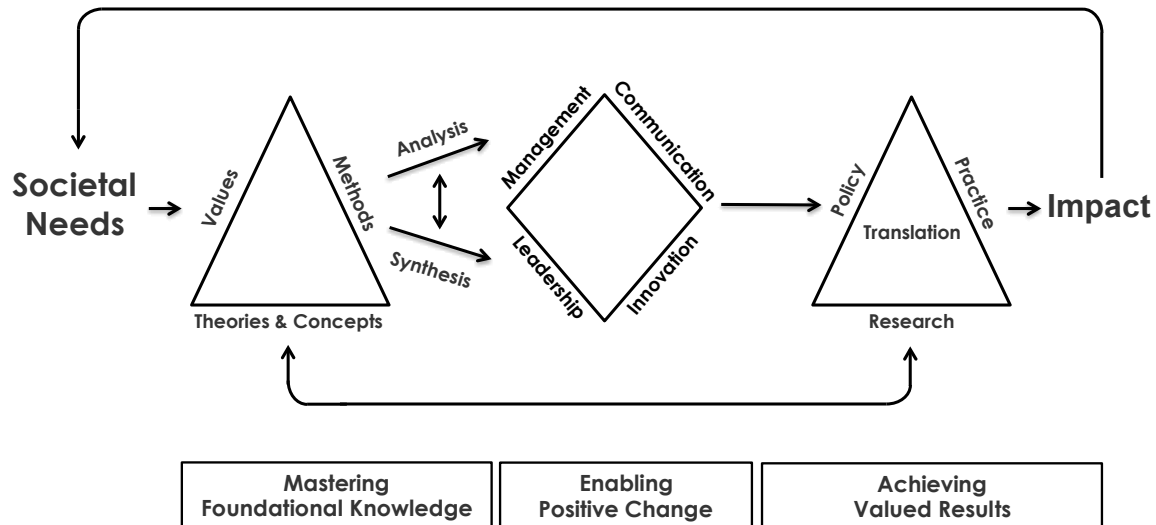 Societal
Needs
Values
Methods
Theories & Concepts
Analysis
Synthesis
Management
Communication
Leadership
Innovation
Policy
Practice
Translation
Research
Impact
Mastering
Foundational Knowledge
Enabling
Positive Change
Achieving
Valued Results